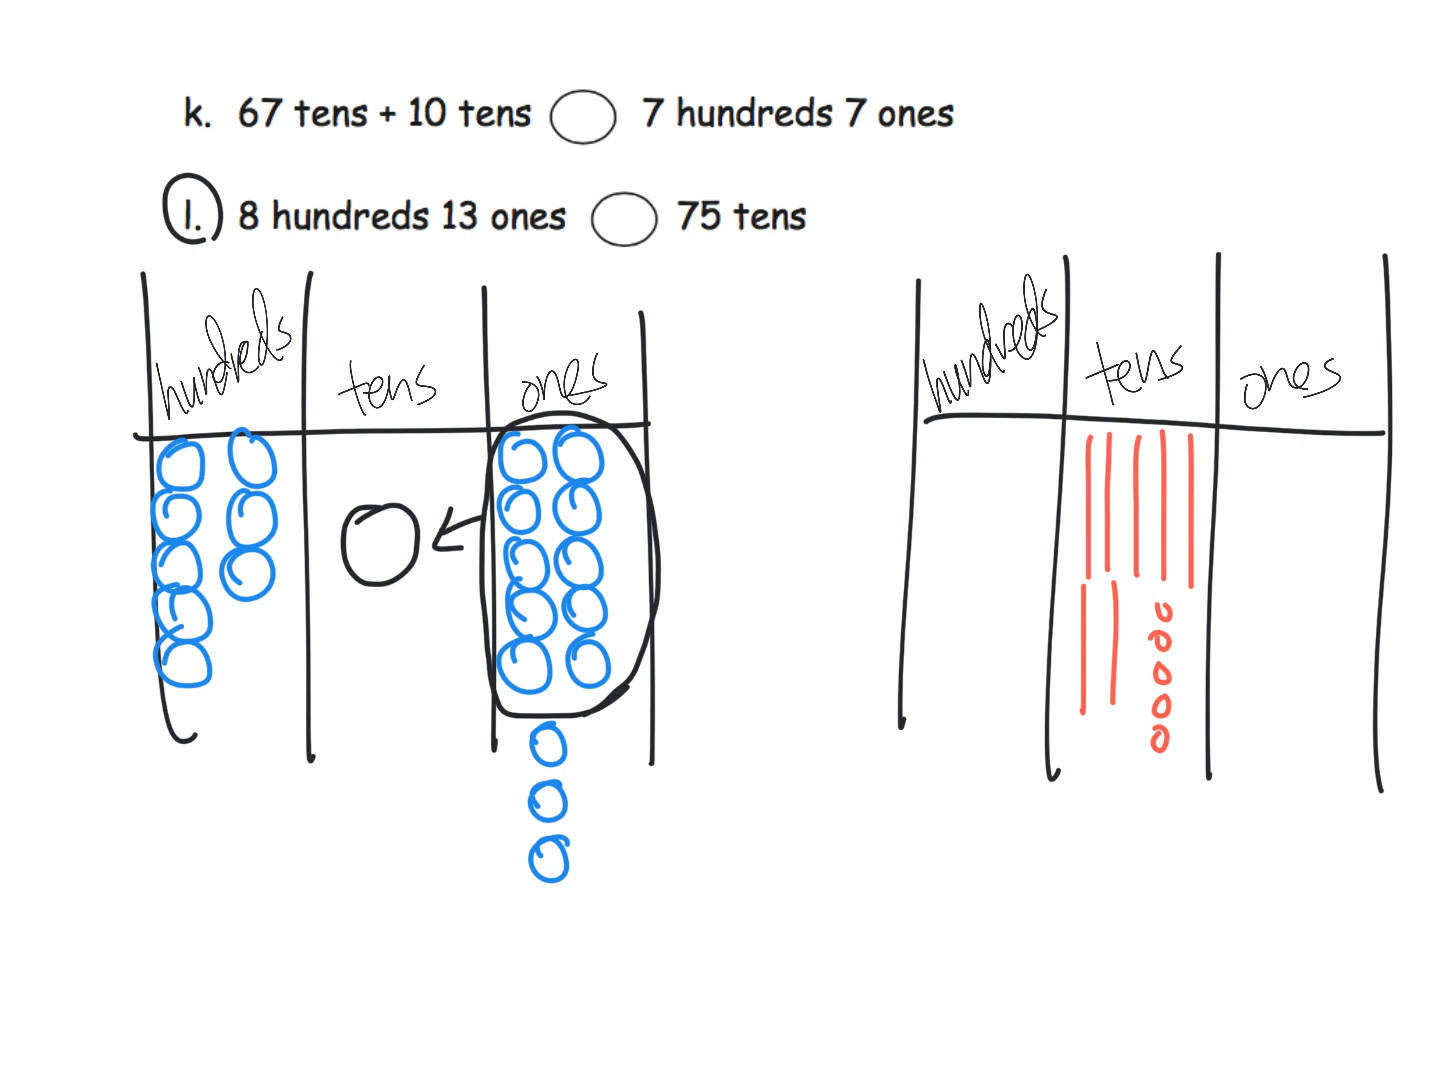 k. 67 tens + 10 tens 7 hundreds 7 ones
l. 8 hundreds 13 ones 75 tens
hundreds tens ones hundreds tens ones